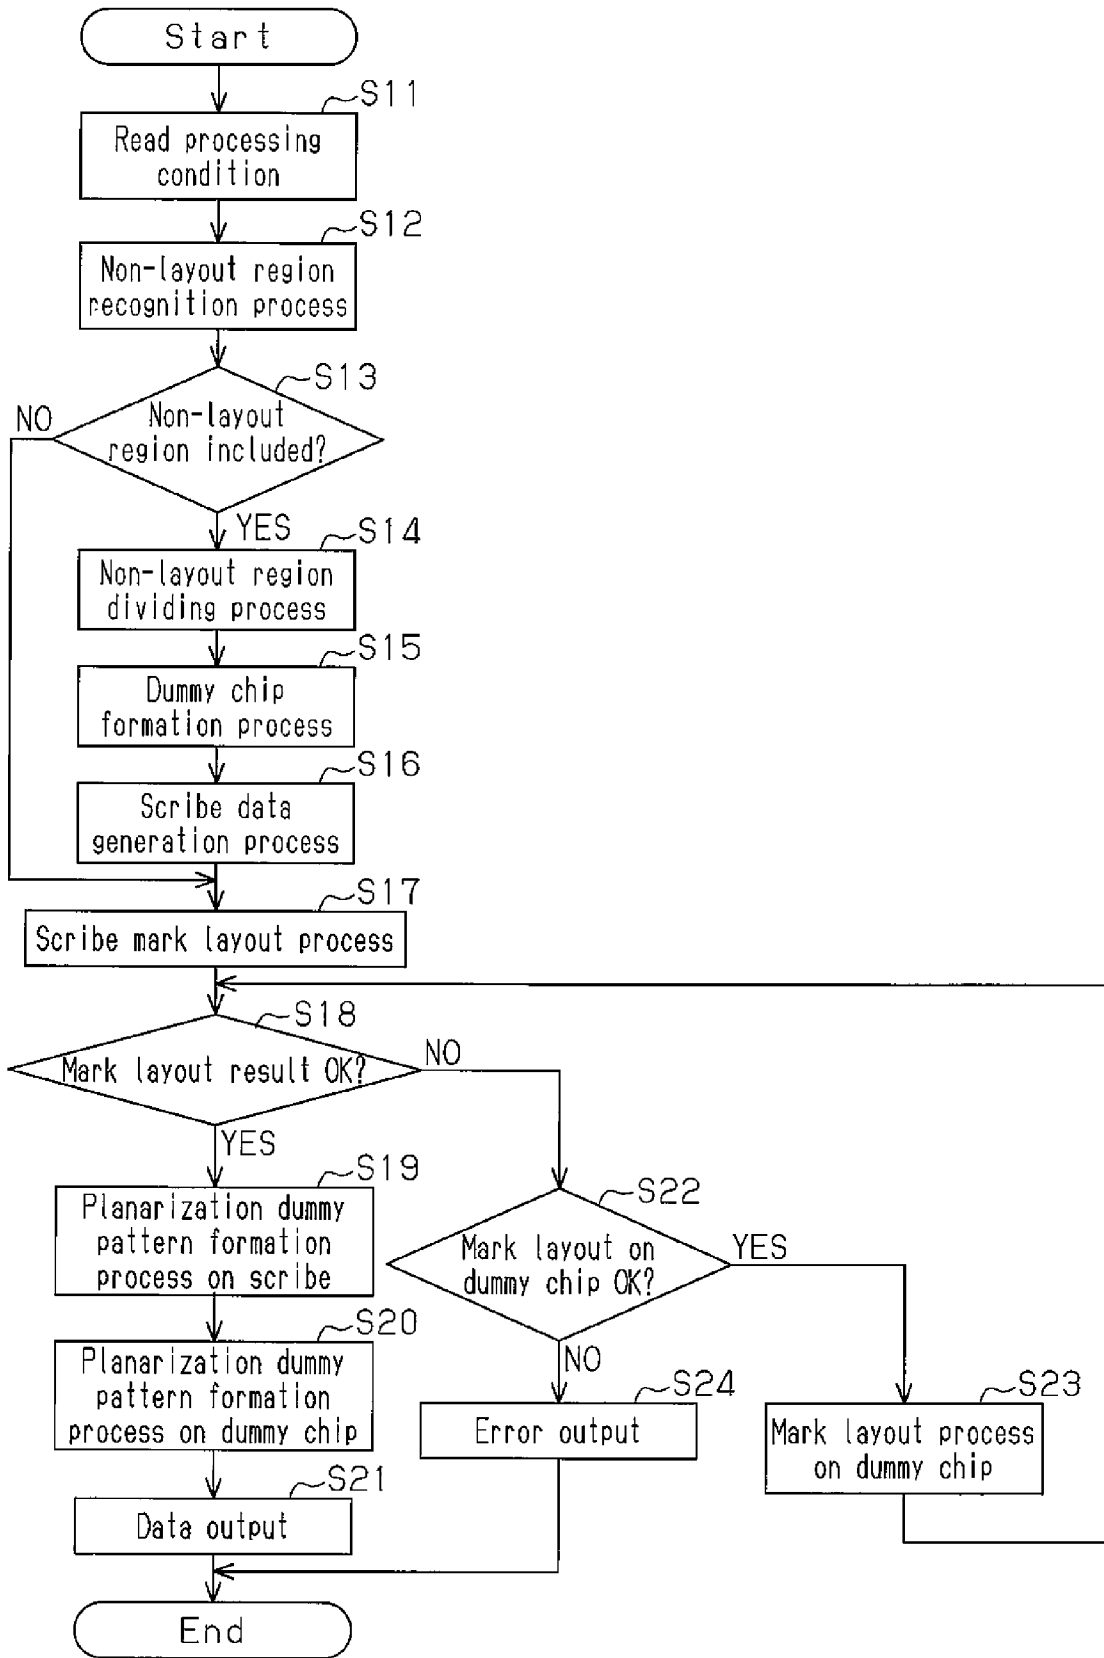 Start
S11
Read processing
condition
S12
Non-layout region
recognition process
S13
Non-layout
region included?
NO
YES
S14
Non-layout region
dividing process
S15
Dummy chip
formation process
S16
Scribe data
generation process
S17
Scribe mark layout process
S18
Mark layout result OK?
NO
YES
S19
Planarization dummy
pattern formation
process on scribe
S22
Mark layout on
dummy chip OK?
YES
NO
S20
Planarization dummy
pattern formation
process on dummy chip
S24
Error output
S23
Mark layout process
on dummy chip
S21
Data output
End